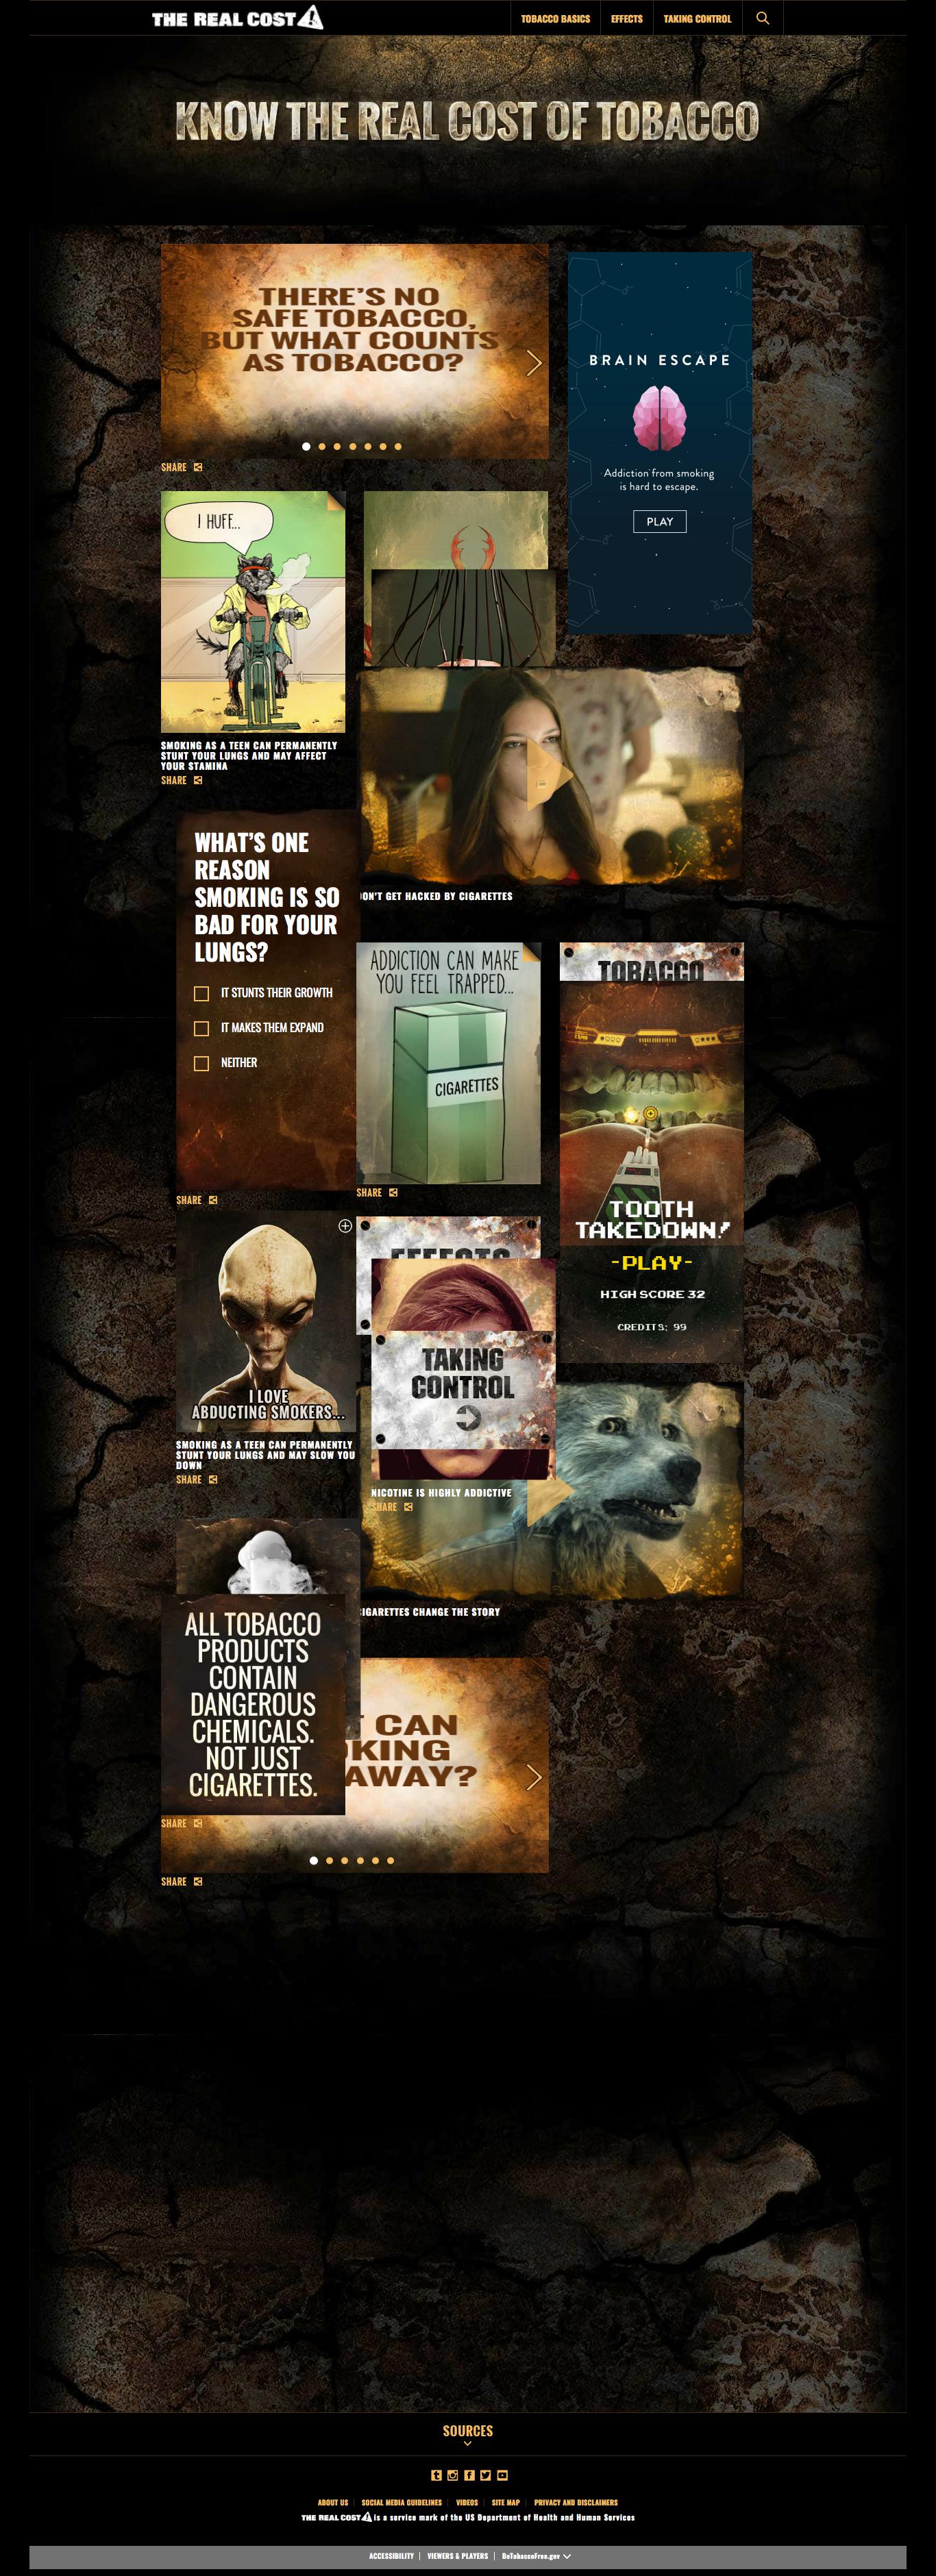 THE REAL COST
TOBACCO BASICS
EFFECTS
TAKING CONTROL
KNOW THE REAL COST OF TOBACCO
THERE'S NO
SAFE TOBACCO,
BUT WHAT COUNTS
AS TOBACCO?
SHARE
BRAIN ESCAPE
Addiction from smoking
is hard to escape.
PLAY
I HUFF...
SMOKING AS A TEEN CAN PERMANENTLY
STUNT YOUR LUNGS AND MAY AFFECT
YOUR STAMINA
SHARE
DON'T GET HACKED BY CIGARETTES
WHAT'S ONE
REASON
SMOKING IS SO
BAD FOR YOUR
LUNGS?
IT STUNTS THEIR GROWTH
IT MAKES THEM EXPAND
NEITHER
SHARE
ADDICTION CAN MAKE
YOU FEEL TRAPPED...
CIGARETTES
SHARE
TOBACCO
TOOTH
TAKEDOWN!
-PLAY-
HIGH SCORE 32
CREDITS: 99
I LOVE
ABDUCTING SMOKERS...
SMOKING AS A TEEN CAN PERMANENTLY
STUNT YOUR LUNGS AND MAY SLOW YOU
DOWN
SHARE
EFFECTS
TAKING
CONTROL
NICOTINE IS HIGHLY ADDICTIVE
SHARE
CIGARETTES CHANGE THE STORY
ALL TOBACCO
PRODUCTS
CONTAIN
DANGEROUS
CHEMICALS.
NOT JUST
CIGARETTES.
SHARE
CAN
KING
AWAY?
SHARE
SOURCES
ABOUT US
SOCIAL MEDIA GUIDELINES
VIDEOS
SITE MAP
PRIVACY AND DISCLAIMERS
THE REAL COST is a service mark of the US Department of Health and Human Services
ACCESSIBILITY
VIEWERS & PLAYERS
BeTobaccoFree.gov